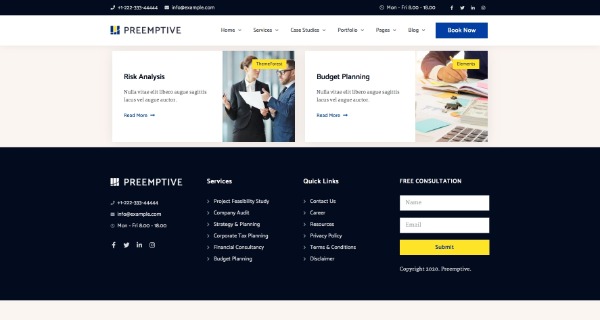 +1-222-333-44444 info@example.com Mon - Fri 8.00 - 18.00
PREEMPTIVE Home Services Case Studies Portfolio Pages Blog Book Now
ThemeForest
Elements
Risk Analysis
Nulla vitae elit libero augue sagittis
lacus vel augue auctor.
Read More
Budget Planning
Nulla vitae elit libero augue sagittis
lacus vel augue auctor.
Read More
PREEMPTIVE
+1-222-333-44444
info@example.com
Mon - Fri 8.00 - 18.00
Services
Project Feasibility Study
Company Audit
Strategy & Planning
Corporate Tax Planning
Financial Consultancy
Budget Planning
Quick Links
Contact Us
Career
Resources
Privacy Policy
Terms & Conditions
Disclaimer
FREE CONSULTATION
Name
Email
Submit
Copyright 2020. Preemptive.